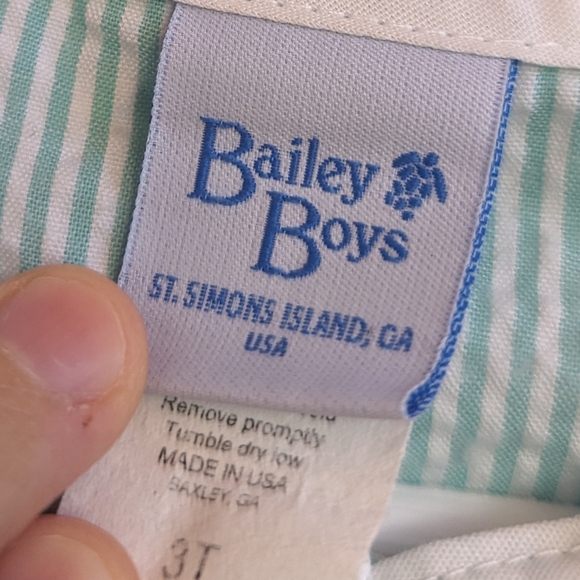 Bailey
Boys
ST. SIMONS ISLAND, GA
USA
Remove promptly
Tumble dry low
MADE IN USA
BAXLEY, GA
3T